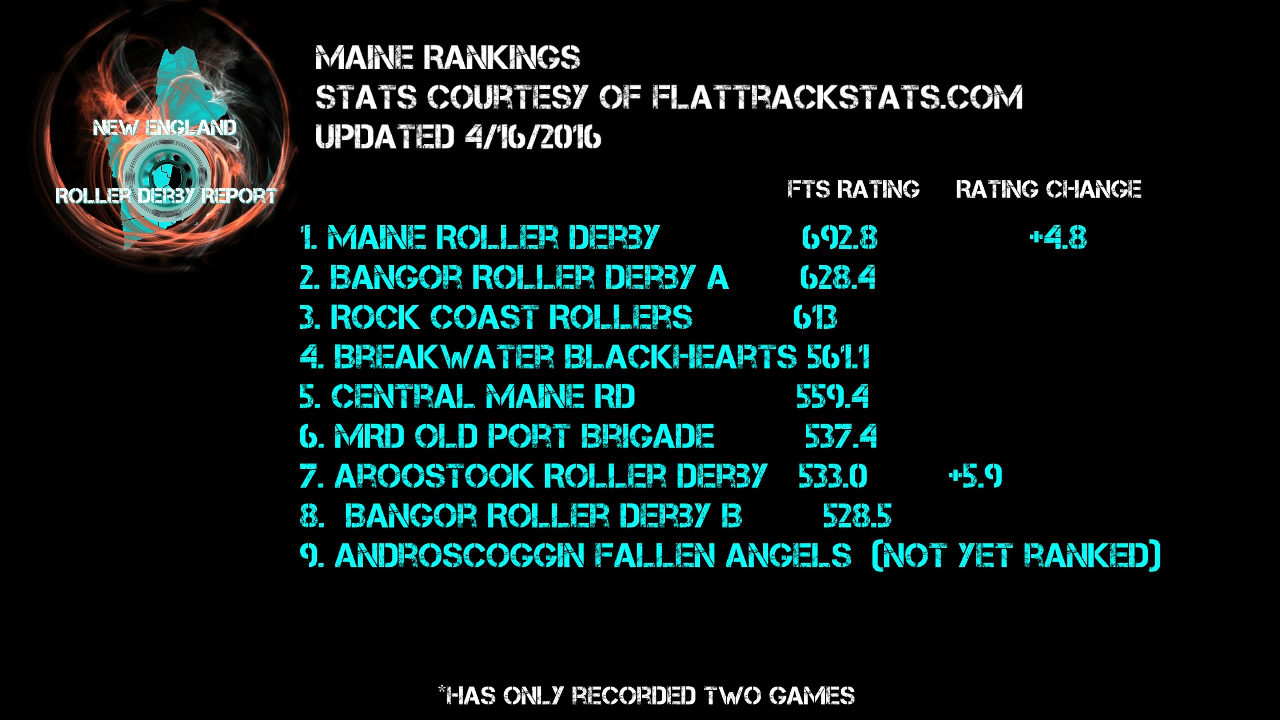 NEW ENGLAND
ROLLER DERBY REPORT
MAINE RANKINGS
STATS COURTESY OF FLATTRACKSTATS.COM
UPDATED 4/16/2016
FTS RATING RATING CHANGE
1. MAINE ROLLER DERBY 692.8 +4.8
2. BANGOR ROLLER DERBY A 628.4
3. ROCK COAST ROLLERS 613
4. BREAKWATER BLACKHEARTS 561.1
5. CENTRAL MAINE RD 559.4
6. MRD OLD PORT BRIGADE 537.4
7. AROOSTOOK ROLLER DERBY 533.0 +5.9
8. BANGOR ROLLER DERBY B 528.5
9. ANDROSCOGGIN FALLEN ANGELS (NOT YET RANKED)
*HAS ONLY RECORDED TWO GAMES